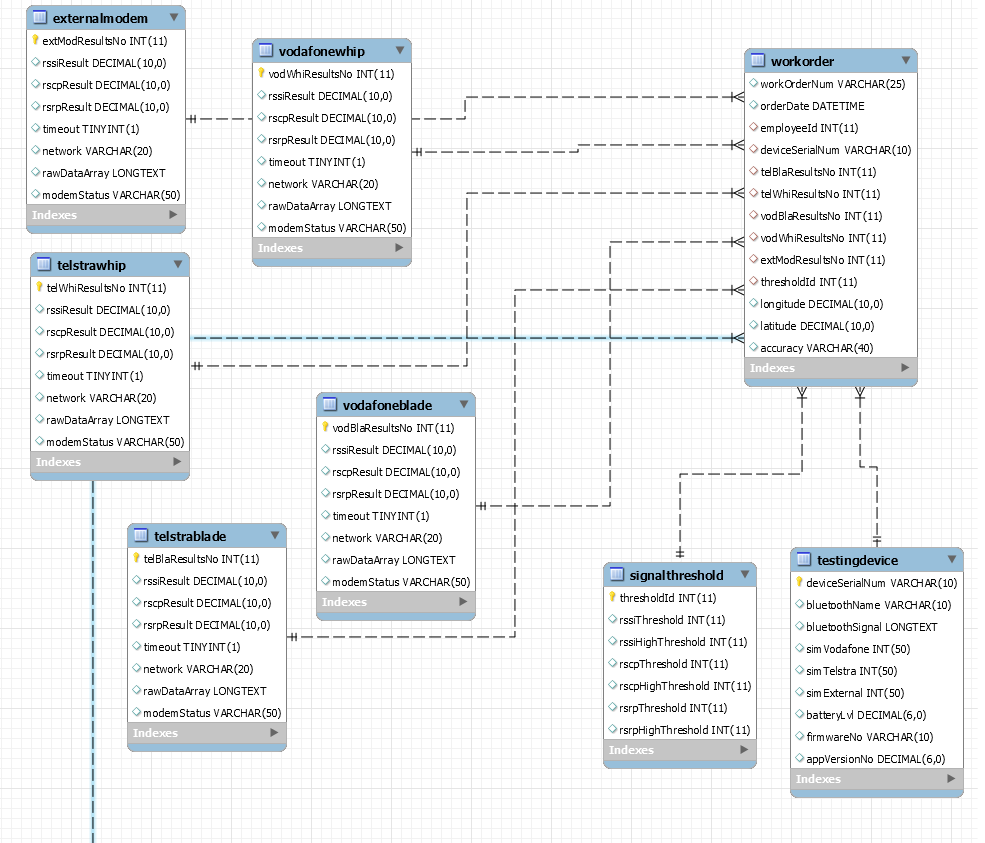 externalmodem
extModResultsNo INT(11)
rssiResult DECIMAL(10,0)
rscpResult DECIMAL(10,0)
rsrpResult DECIMAL(10,0)
timeout TINYINT(1)
network VARCHAR(20)
rawDataArray LONGTEXT
modemStatus VARCHAR(50)
Indexes
vodafonewhip
vodWhiResultsNo INT(11)
rssiResult DECIMAL(10,0)
rscpResult DECIMAL(10,0)
rsrpResult DECIMAL(10,0)
timeout TINYINT(1)
network VARCHAR(20)
rawDataArray LONGTEXT
modemStatus VARCHAR(50)
Indexes
workorder
workOrderNum VARCHAR(25)
orderDate DATETIME
employeeId INT(11)
deviceSerialNum VARCHAR(10)
telBlaResultsNo INT(11)
telWhiResultsNo INT(11)
vodBlaResultsNo INT(11)
vodWhiResultsNo INT(11)
extModResultsNo INT(11)
thresholdId INT(11)
longitude DECIMAL(10,0)
latitude DECIMAL(10,0)
accuracy VARCHAR(40)
Indexes
telstrawhip
telWhiResultsNo INT(11)
rssiResult DECIMAL(10,0)
rscpResult DECIMAL(10,0)
rsrpResult DECIMAL(10,0)
timeout TINYINT(1)
network VARCHAR(20)
rawDataArray LONGTEXT
modemStatus VARCHAR(50)
Indexes
vodafoneblade
vodBlaResultsNo INT(11)
rssiResult DECIMAL(10,0)
rscpResult DECIMAL(10,0)
rsrpResult DECIMAL(10,0)
timeout TINYINT(1)
network VARCHAR(20)
rawDataArray LONGTEXT
modemStatus VARCHAR(50)
Indexes
telstrablade
telBlaResultsNo INT(11)
rssiResult DECIMAL(10,0)
rscpResult DECIMAL(10,0)
rsrpResult DECIMAL(10,0)
timeout TINYINT(1)
network VARCHAR(20)
rawDataArray LONGTEXT
modemStatus VARCHAR(50)
Indexes
signalthreshold
thresholdId INT(11)
rssiThreshold INT(11)
rssiHighThreshold INT(11)
rscpThreshold INT(11)
rscpHighThreshold INT(11)
rsrpThreshold INT(11)
rsrpHighThreshold INT(11)
Indexes
testingdevice
deviceSerialNum VARCHAR(10)
bluetoothName VARCHAR(10)
bluetoothSignal LONGTEXT
simVodafone INT(50)
simTelstra INT(50)
simExternal INT(50)
batteryLvl DECIMAL(6,0)
firmwareNo VARCHAR(10)
appVersionNo DECIMAL(6,0)
Indexes